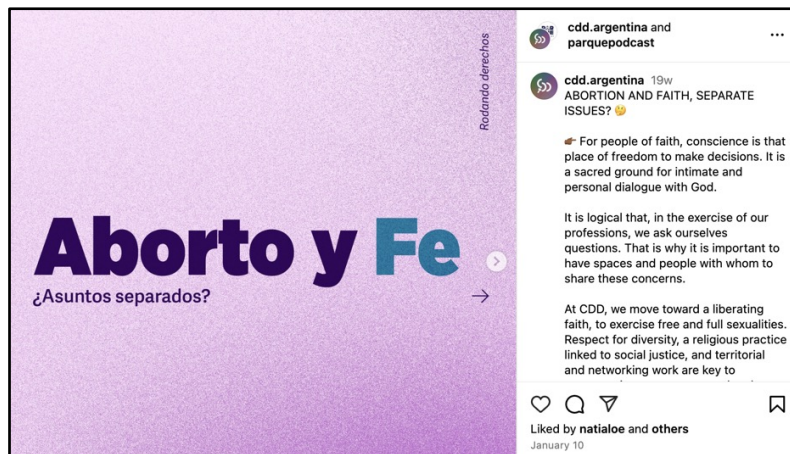 Rodando derechos
Aborto y Fe
¿Asuntos separados?
cdd.argentina and
parquepodcast
cdd.argentina 19w
ABORTION AND FAITH, SEPARATE
ISSUES? 🤔
👉🏾 For people of faith, conscience is that
place of freedom to make decisions. It is
a sacred ground for intimate and
personal dialogue with God.
It is logical that, in the exercise of our
professions, we ask ourselves
questions. That is why it is important to
have spaces and people with whom to
share these concerns.
At CDD, we move toward a liberating
faith, to exercise free and full sexualities.
Respect for diversity, a religious practice
linked to social justice, and territorial
and networking work are key to
Liked by natialoe and others
January 10